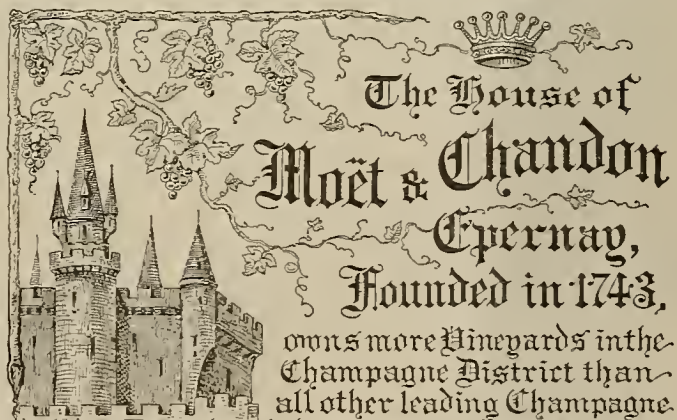 The House of
Moët & Chandon
Epernay,
Founded in 1743,
owns more Vineyards in the
Champagne District than
all other leading Champagne